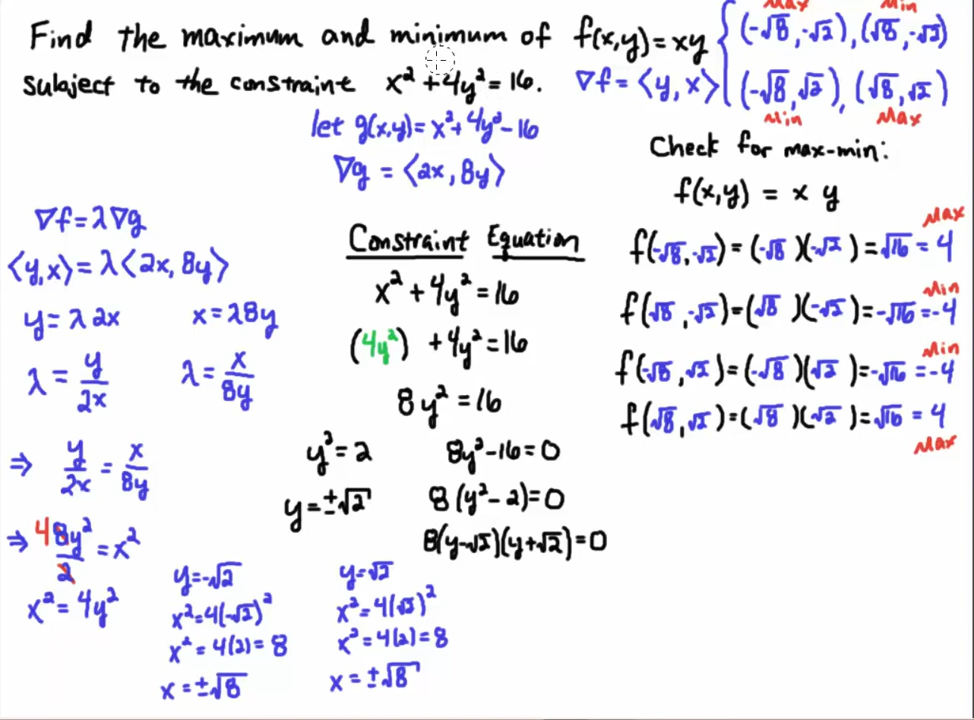 Find the maximum and minimum of f(x,y)=xy
subject to the constraint x²+4y²=16.
∇f=⟨y,x⟩
Max Min
(-√8,-√2), (√8,-√2)
(-√8,√2), (√8,√2)
Min Max
let g(x,y)=x²+4y²-16
∇g = ⟨2x, 8y⟩
∇f=λ∇g
⟨y,x⟩=λ⟨2x, 8y⟩
y=λ2x x=λ8y
λ = y/2x λ = x/8y
⇒ y/2x = x/8y
⇒ 4 8y²/2 = x²
x² = 4y²
Constraint Equation
x²+4y²=16
(4y²) +4y²=16
8y²=16
y²=2 8y²-16=0
y=±√2 8(y²-2)=0
8(y-√2)(y+√2)=0
y=-√2 y=√2
x²=4(-√2)² x²=4(√2)²
x²=4(2)=8 x²=4(2)=8
x=±√8 x=±√8
Check for max-min:
f(x,y) = x y
Max
f(-√8,-√2)=(-√8)(-√2)=√16=4
Min
f(√8,-√2)=(√8)(-√2)=-√16=-4
Min
f(-√8,√2)=(-√8)(√2)=-√16=-4
f(√8,√2)=(√8)(√2)=√16=4
Max